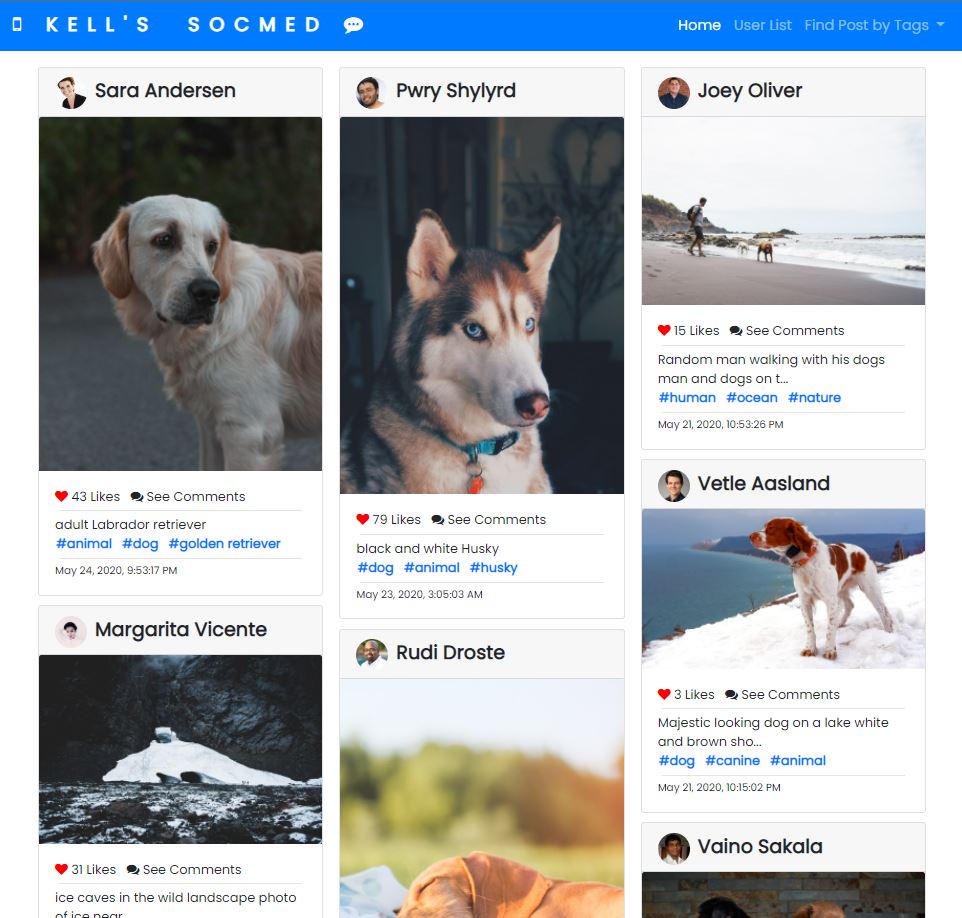 KELL'S SOCMED
Home User List Find Post by Tags
Sara Andersen
43 Likes See Comments
adult Labrador retriever
#animal #dog #golden retriever
May 24, 2020, 9:53:17 PM
Margarita Vicente
31 Likes See Comments
ice caves in the wild landscape photo
of ice near
Pwry Shylyrd
79 Likes See Comments
black and white Husky
#dog #animal #husky
May 23, 2020, 3:05:03 AM
Rudi Droste
Joey Oliver
15 Likes See Comments
Random man walking with his dogs
man and dogs on t...
#human #ocean #nature
May 21, 2020, 10:53:26 PM
Vetle Aasland
3 Likes See Comments
Majestic looking dog on a lake white
and brown sho...
#dog #canine #animal
May 21, 2020, 10:15:02 PM
Vaino Sakala